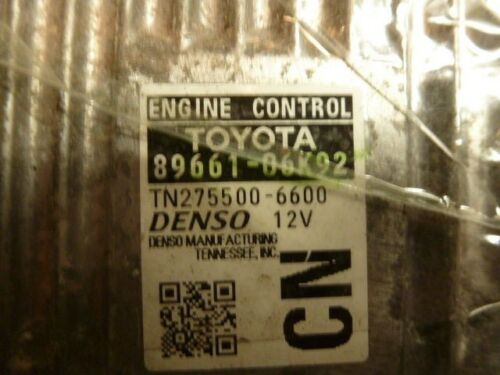 ENGINE CONTROL
TOYOTA
89661-06K92
TN275500-6600
DENSO 12V
DENSO MANUFACTURING
TENNESSEE, INC.
CN